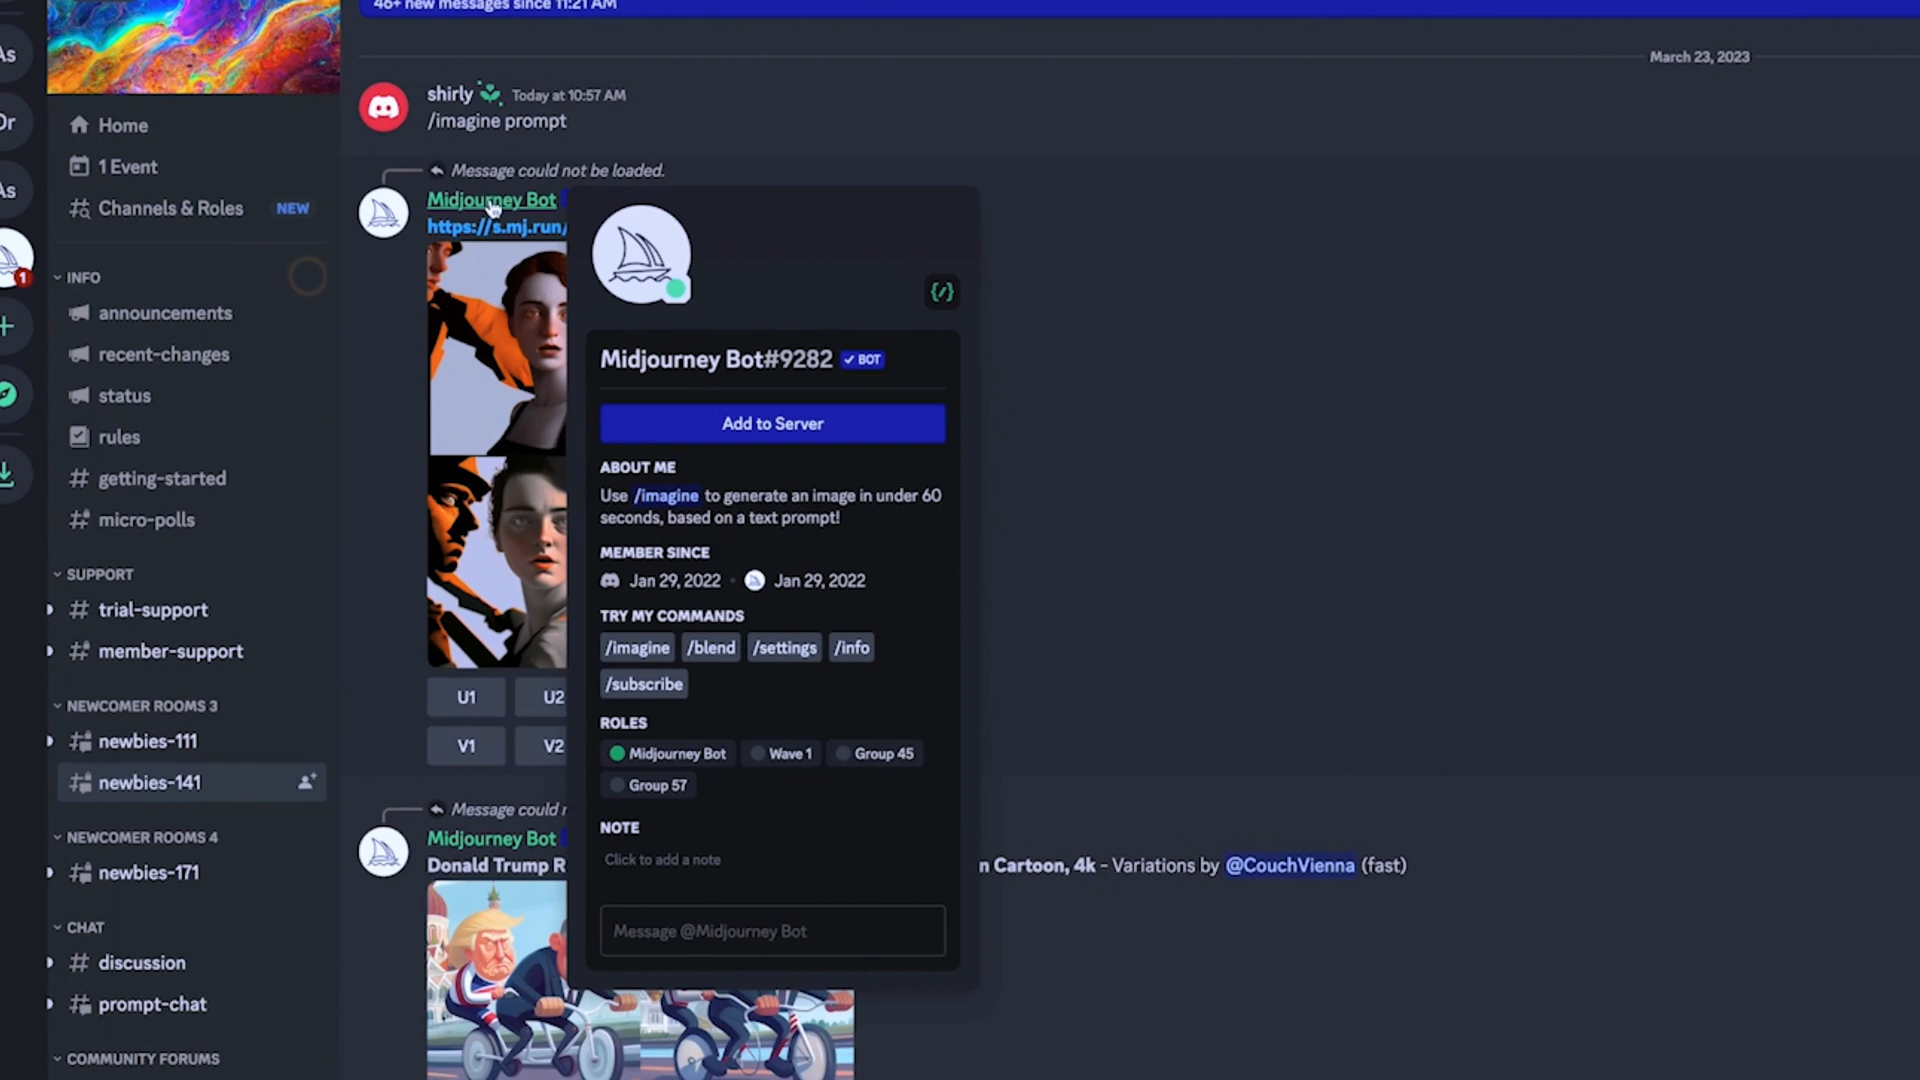 46+ new messages since 11:21 AM
March 23, 2023
As
Or
As
1
Home
1 Event
Channels & Roles NEW
INFO
announcements
recent-changes
status
rules
getting-started
micro-polls
SUPPORT
trial-support
member-support
NEWCOMER ROOMS 3
newbies-111
newbies-141
NEWCOMER ROOMS 4
newbies-171
CHAT
discussion
prompt-chat
COMMUNITY FORUMS
shirly Today at 10:57 AM
/imagine prompt
Message could not be loaded.
Midjourney Bot
https://s.mj.run/
U1 U2
V1 V2
Message could
Midjourney Bot
Donald Trump R
n Cartoon, 4k - Variations by @CouchVienna (fast)
{/}
Midjourney Bot#9282 ✓ BOT
Add to Server
ABOUT ME
Use /imagine to generate an image in under 60
seconds, based on a text prompt!
MEMBER SINCE
Jan 29, 2022 • Jan 29, 2022
TRY MY COMMANDS
/imagine /blend /settings /info
/subscribe
ROLES
Midjourney Bot Wave 1 Group 45
Group 57
NOTE
Click to add a note
Message @Midjourney Bot